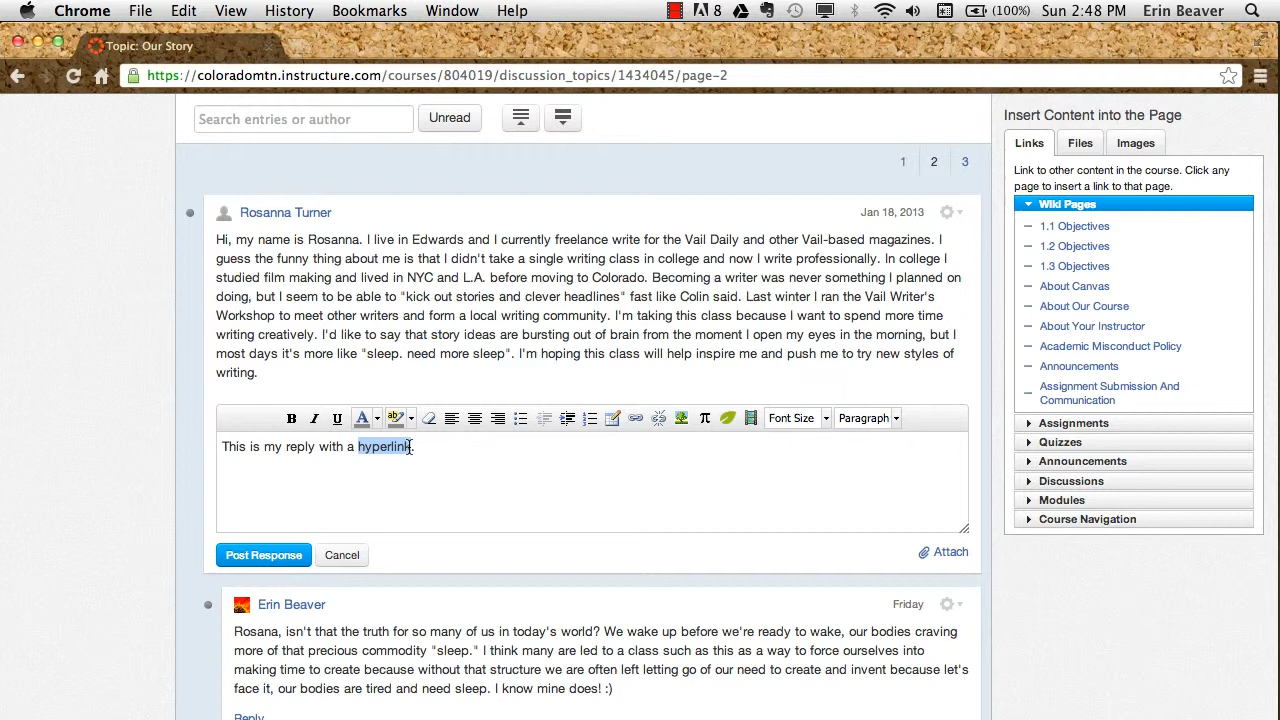 Chrome File Edit View History Bookmarks Window Help 8 (100%) Sun 2:48 PM Erin Beaver
Topic: Our Story
https://coloradomtn.instructure.com/courses/804019/discussion_topics/1434045/page-2
Search entries or author Unread
1 2 3
Rosanna Turner Jan 18, 2013
Hi, my name is Rosanna. I live in Edwards and I currently freelance write for the Vail Daily and other Vail-based magazines. I
guess the funny thing about me is that I didn't take a single writing class in college and now I write professionally. In college I
studied film making and lived in NYC and L.A. before moving to Colorado. Becoming a writer was never something I planned on
doing, but I seem to be able to "kick out stories and clever headlines" fast like Colin said. Last winter I ran the Vail Writer's
Workshop to meet other writers and form a local writing community. I'm taking this class because I want to spend more time
writing creatively. I'd like to say that story ideas are bursting out of brain from the moment I open my eyes in the morning, but I
most days it's more like "sleep. need more sleep". I'm hoping this class will help inspire me and push me to try new styles of
writing.
B I U A ab Font Size Paragraph
This is my reply with a hyperlink.
Post Response Cancel Attach
Erin Beaver Friday
Rosana, isn't that the truth for so many of us in today's world? We wake up before we're ready to wake, our bodies craving
more of that precious commodity "sleep." I think many are led to a class such as this as a way to force ourselves into
making time to create because without that structure we are often left letting go of our need to create and invent because let's
face it, our bodies are tired and need sleep. I know mine does! :)
Reply
Insert Content into the Page
Links Files Images
Link to other content in the course. Click any
page to insert a link to that page.
Wiki Pages
1.1 Objectives
1.2 Objectives
1.3 Objectives
About Canvas
About Our Course
About Your Instructor
Academic Misconduct Policy
Announcements
Assignment Submission And
Communication
Assignments
Quizzes
Announcements
Discussions
Modules
Course Navigation